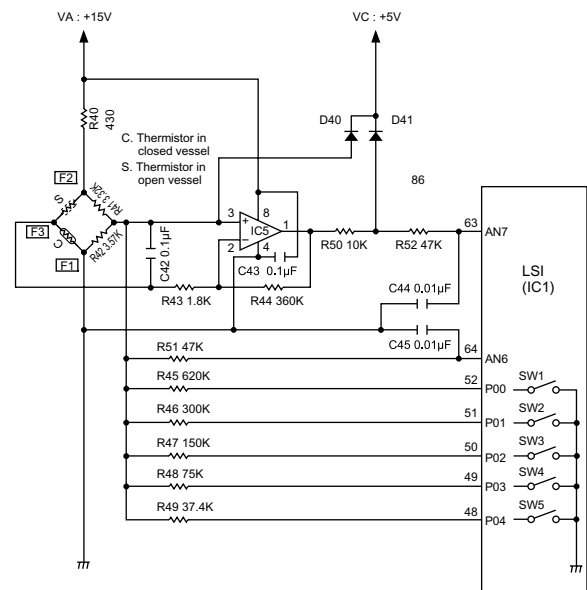 VA : +15V
VC : +5V
R40
430
D40
D41
C. Thermistor in
closed vessel
S. Thermistor in
open vessel
86
F2
S
R41 3.32K
F3
C
R42 3.57K
F1
C42 0.1µF
3
+
8
IC5
1
2
−
4
C43 0.1µF
R50 10K
R52 47K
63
AN7
LSI
(IC1)
R43 1.8K
R44 360K
C44 0.01µF
C45 0.01µF
64
AN6
R51 47K
R45 620K
52
P00
SW1
R46 300K
51
P01
SW2
R47 150K
50
P02
SW3
R48 75K
49
P03
SW4
R49 37.4K
48
P04
SW5